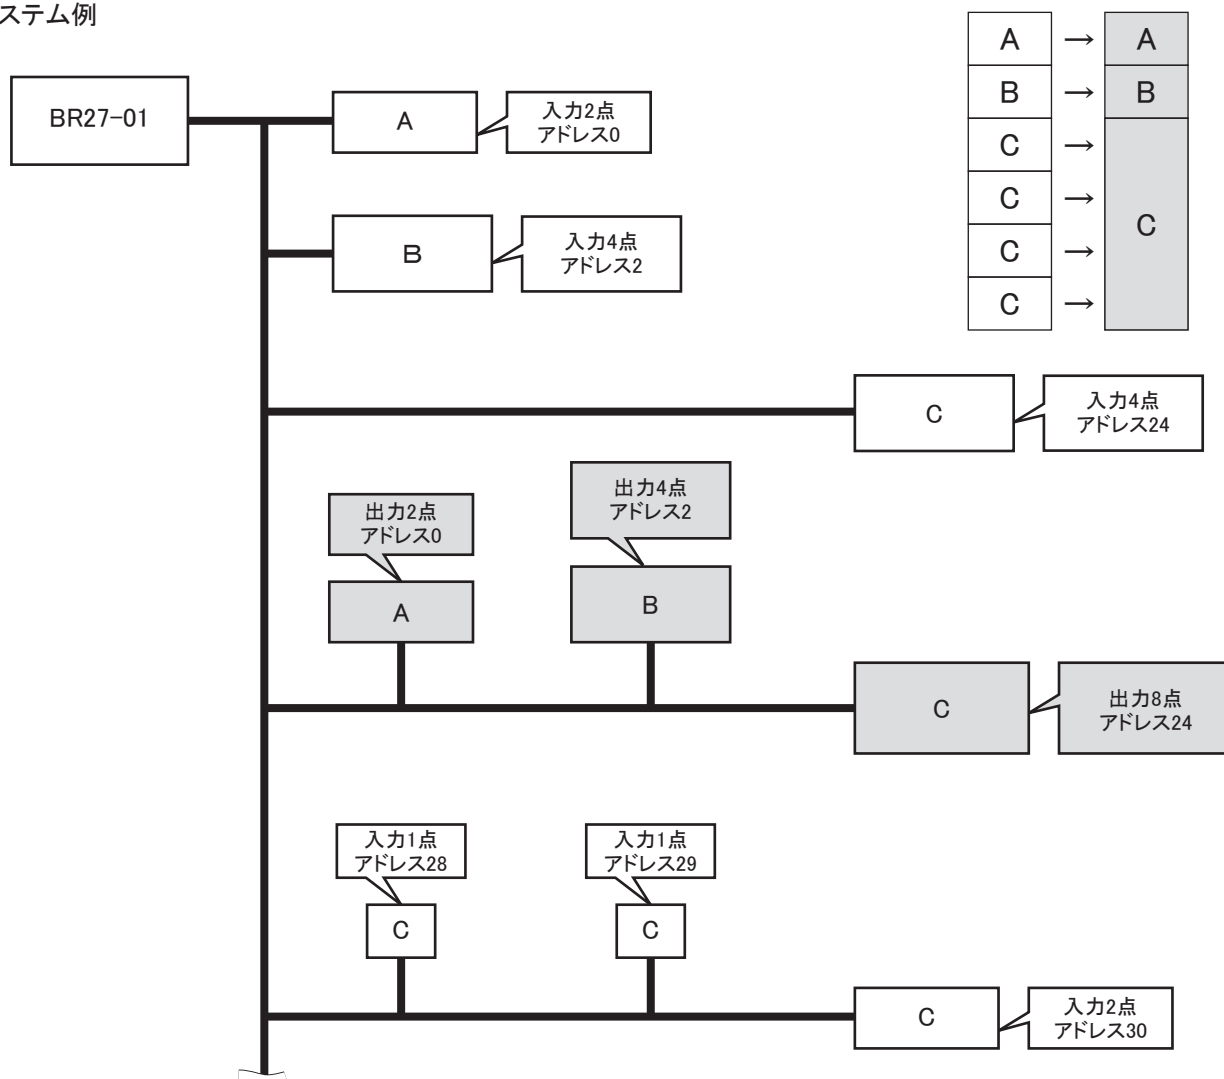 ステム例
BR27-01
A
入力2点
アドレス0
A → A
B → B
C →
C →
C
C →
C →
B
入力4点
アドレス2
C
入力4点
アドレス24
出力2点
アドレス0
A
出力4点
アドレス2
B
C
出力8点
アドレス24
入力1点
アドレス28
C
入力1点
アドレス29
C
C
入力2点
アドレス30